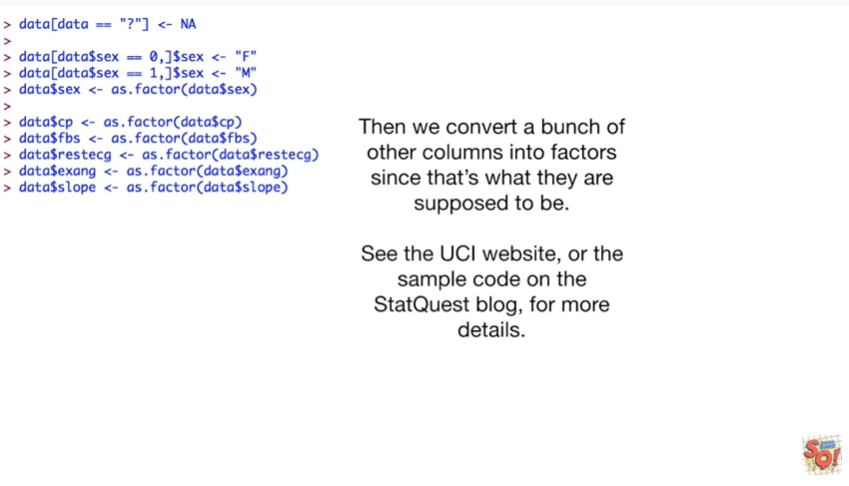 > data[data == "?"] <- NA
>
> data[data$sex == 0,]$sex <- "F"
> data[data$sex == 1,]$sex <- "M"
> data$sex <- as.factor(data$sex)
>
> data$cp <- as.factor(data$cp)
> data$fbs <- as.factor(data$fbs)
> data$restecg <- as.factor(data$restecg)
> data$exang <- as.factor(data$exang)
> data$slope <- as.factor(data$slope)
Then we convert a bunch of
other columns into factors
since that’s what they are
supposed to be.
See the UCI website, or the
sample code on the
StatQuest blog, for more
details.
SQ!